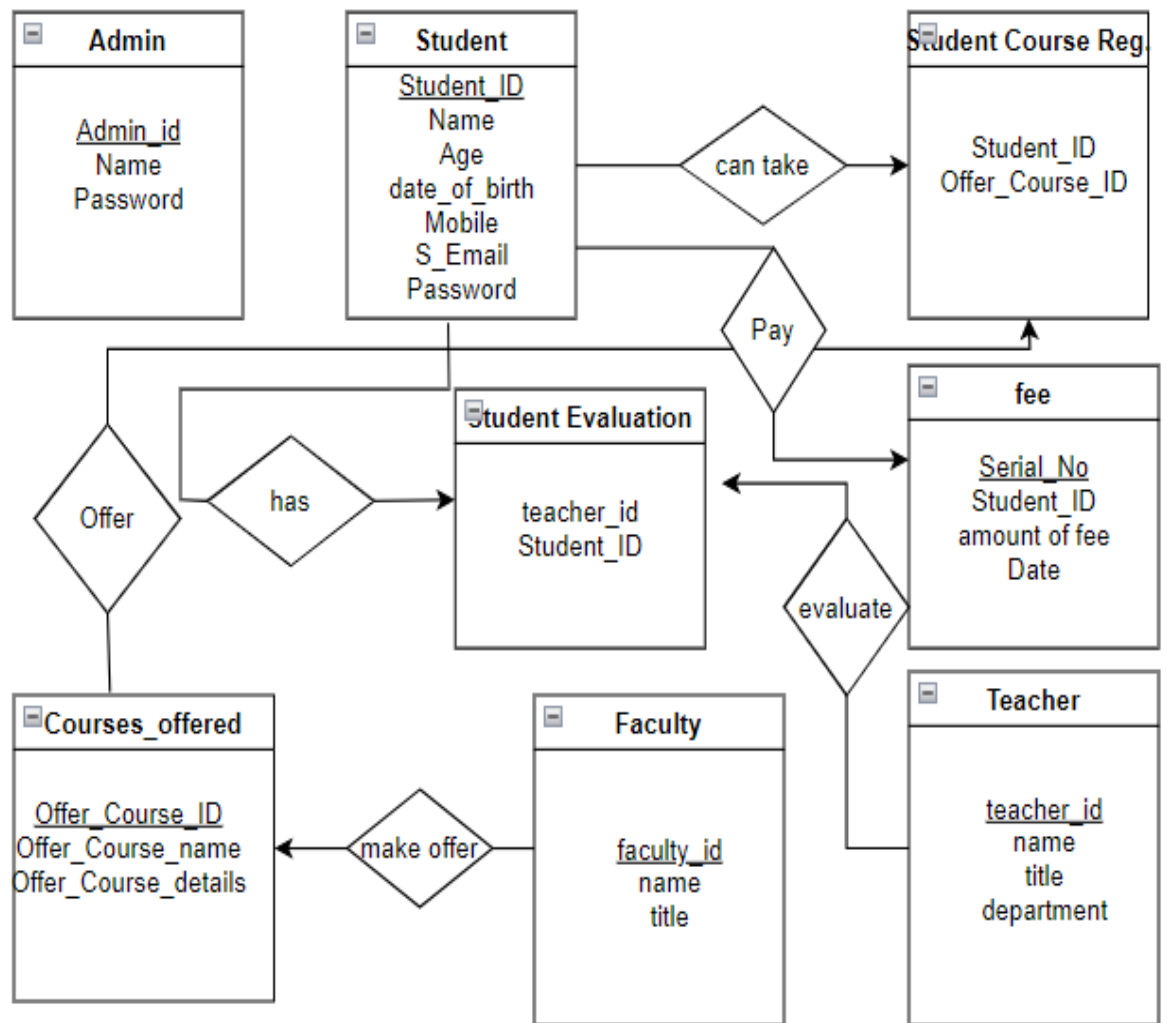 Admin
Admin_id
Name
Password
Student
Student_ID
Name
Age
date_of_birth
Mobile
S_Email
Password
can take
Student Course Reg.
Student_ID
Offer_Course_ID
Pay
Offer
has
Student Evaluation
teacher_id
Student_ID
fee
Serial_No
Student_ID
amount of fee
Date
evaluate
Courses_offered
Offer_Course_ID
Offer_Course_name
Offer_Course_details
make offer
Faculty
faculty_id
name
title
Teacher
teacher_id
name
title
department